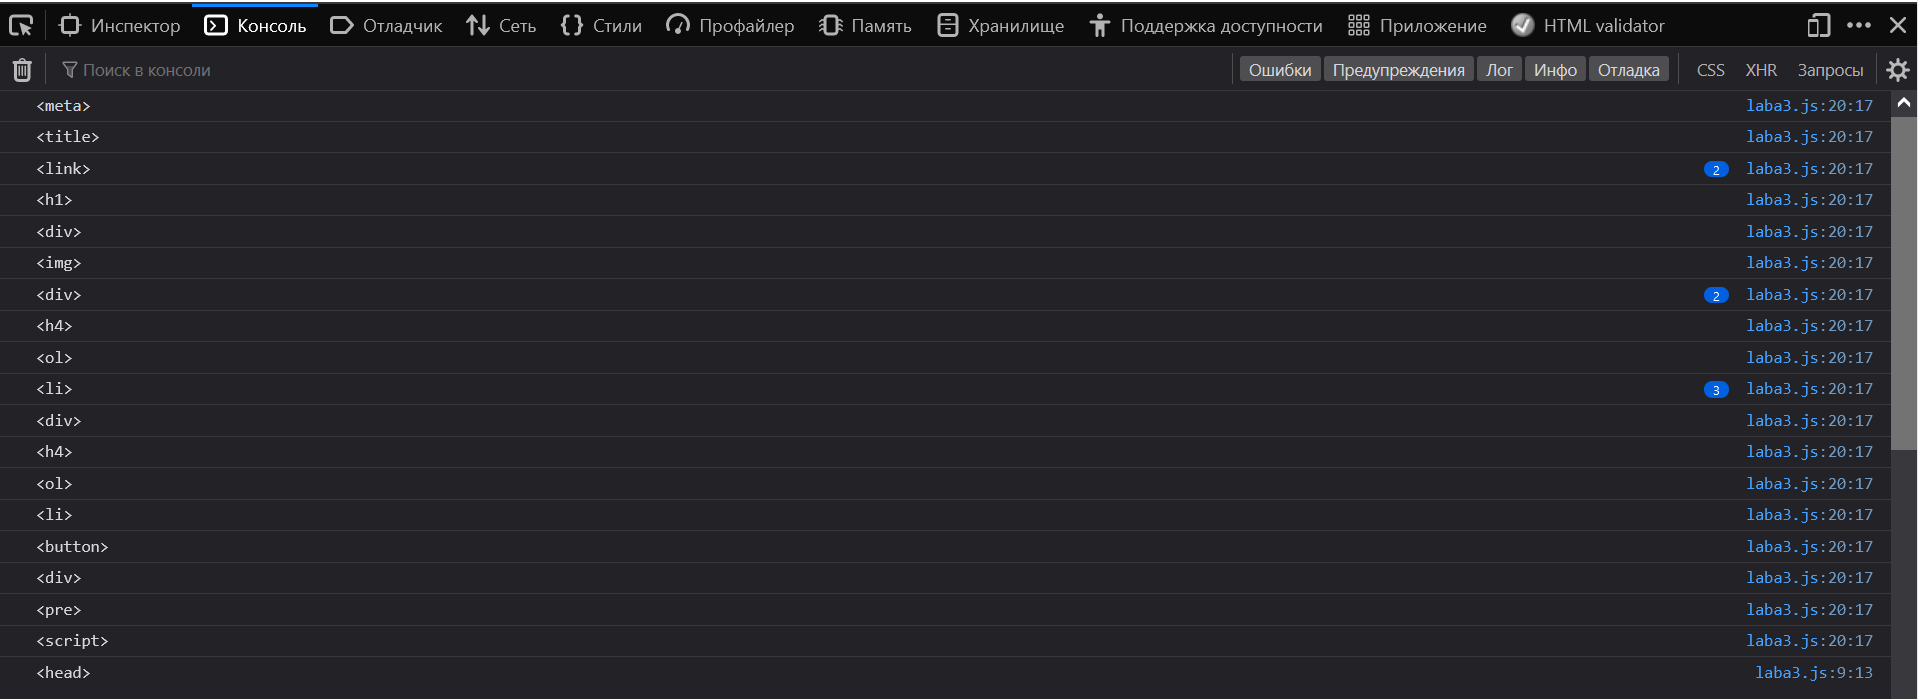 Инспектор Консоль Отладчик Сеть Стили Профайлер Память Хранилище Поддержка доступности Приложение HTML validator
Поиск в консоли Ошибки Предупреждения Лог Инфо Отладка CSS XHR Запросы
<meta> laba3.js:20:17
<title> laba3.js:20:17
<link> 2 laba3.js:20:17
<h1> laba3.js:20:17
<div> laba3.js:20:17
<img> laba3.js:20:17
<div> 2 laba3.js:20:17
<h4> laba3.js:20:17
<ol> laba3.js:20:17
<li> 3 laba3.js:20:17
<div> laba3.js:20:17
<h4> laba3.js:20:17
<ol> laba3.js:20:17
<li> laba3.js:20:17
<button> laba3.js:20:17
<div> laba3.js:20:17
<pre> laba3.js:20:17
<script> laba3.js:20:17
<head> laba3.js:9:13